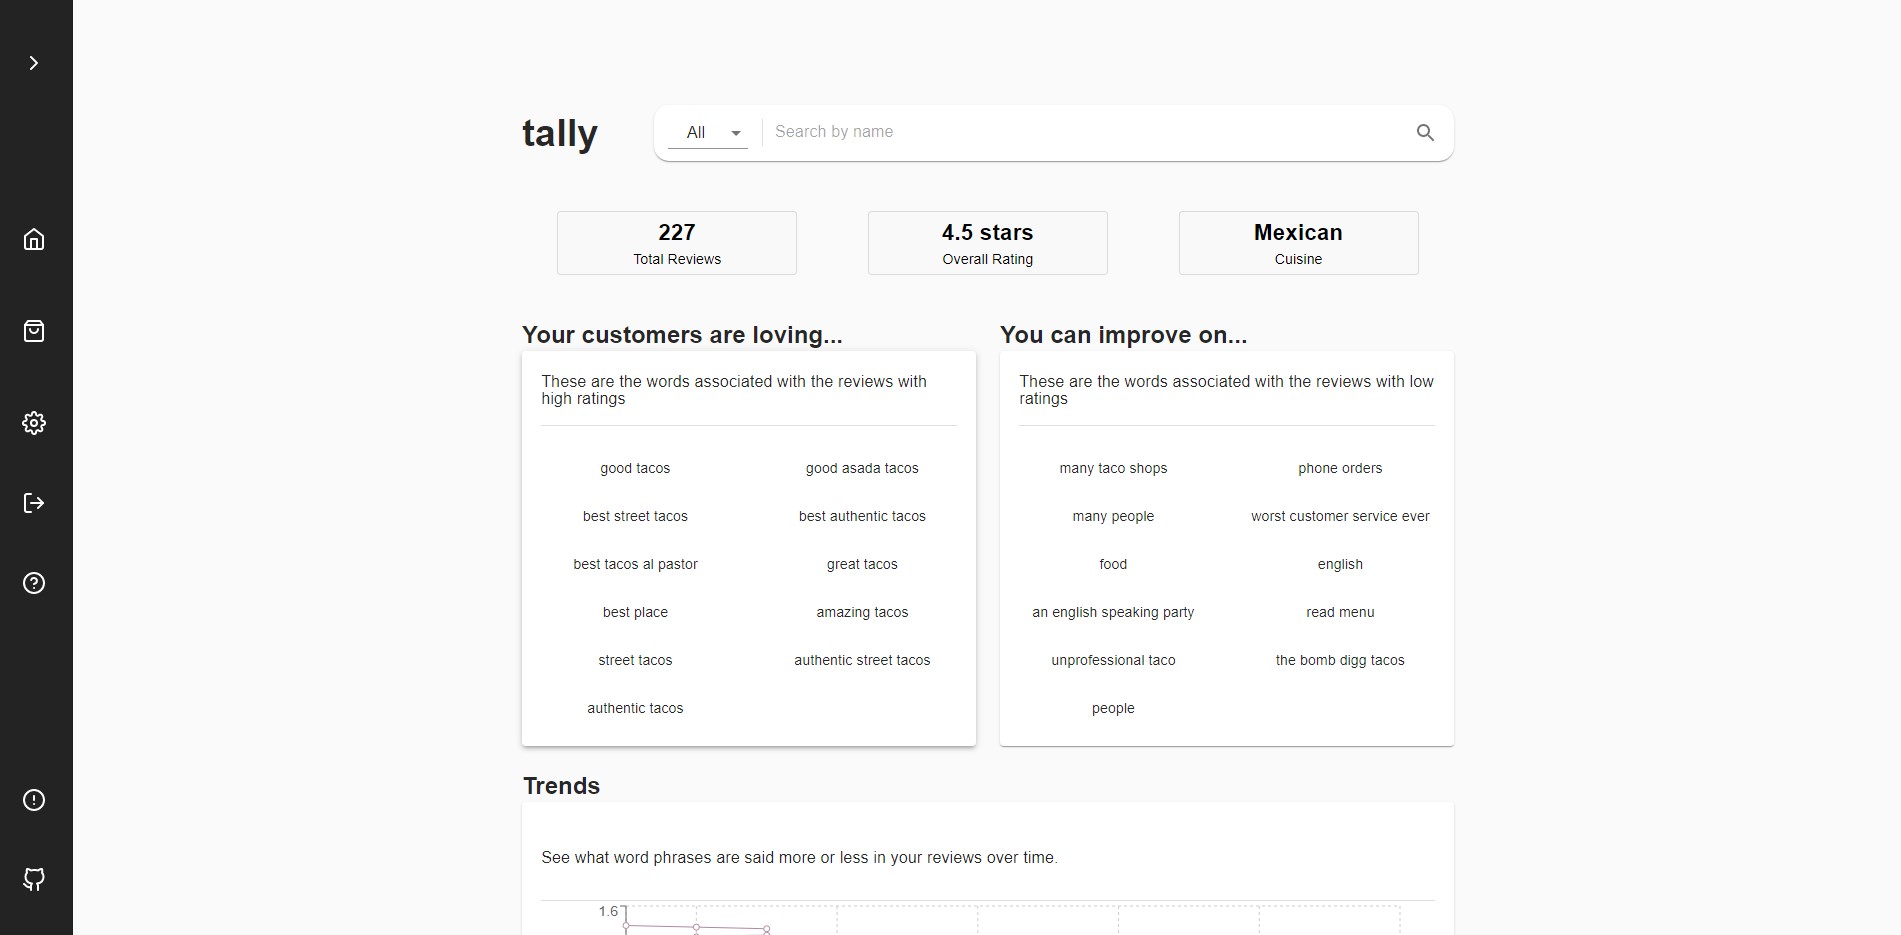 tally
All
Search by name
227
Total Reviews
4.5 stars
Overall Rating
Mexican
Cuisine
Your customers are loving...
These are the words associated with the reviews with
high ratings
good tacos
good asada tacos
best street tacos
best authentic tacos
best tacos al pastor
great tacos
best place
amazing tacos
street tacos
authentic street tacos
authentic tacos
You can improve on...
These are the words associated with the reviews with low
ratings
many taco shops
phone orders
many people
worst customer service ever
food
english
an english speaking party
read menu
unprofessional taco
the bomb digg tacos
people
Trends
See what word phrases are said more or less in your reviews over time.
1.6